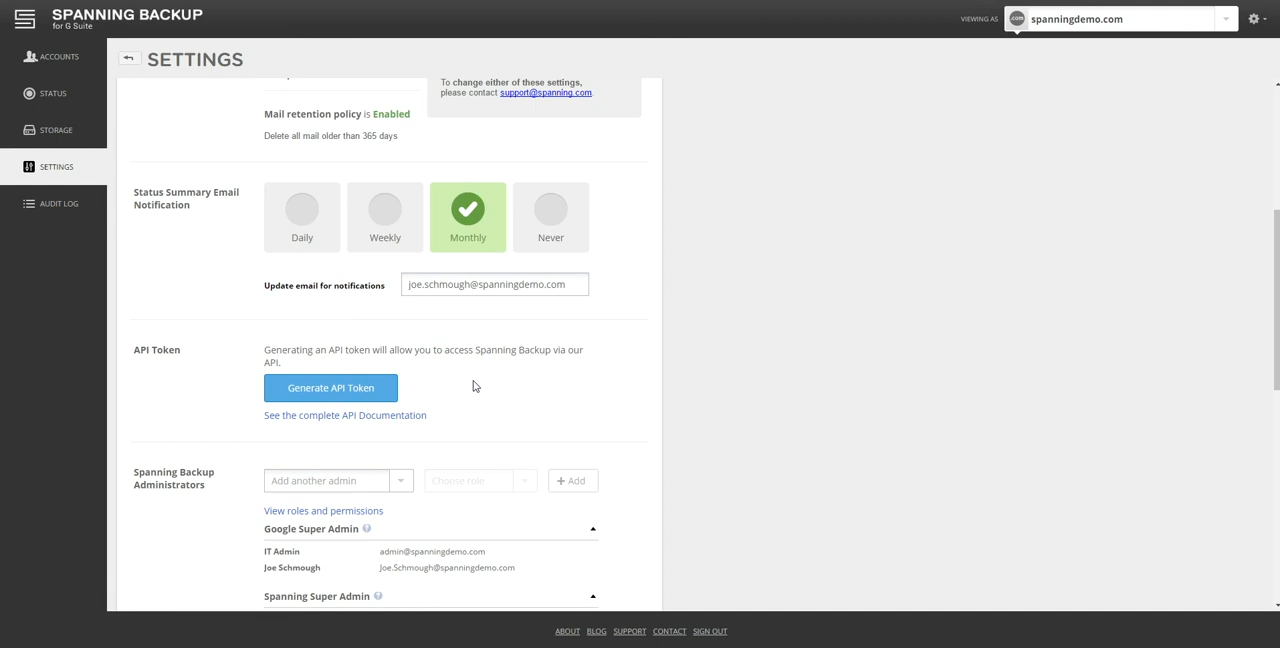 SPANNING BACKUP
for G Suite
VIEWING AS
.com
spanningdemo.com
ACCOUNTS
STATUS
STORAGE
SETTINGS
AUDIT LOG
SETTINGS
To change either of these settings,
please contact support@spanning.com.
Mail retention policy is Enabled
Delete all mail older than 365 days
Status Summary Email
Notification
Daily
Weekly
Monthly
Never
Update email for notifications
joe.schmough@spanningdemo.com
API Token
Generating an API token will allow you to access Spanning Backup via our
API.
Generate API Token
See the complete API Documentation
Spanning Backup
Administrators
Add another admin
Choose role
+ Add
View roles and permissions
Google Super Admin ?
IT Admin admin@spanningdemo.com
Joe Schmough Joe.Schmough@spanningdemo.com
Spanning Super Admin ?
ABOUT BLOG SUPPORT CONTACT SIGN OUT